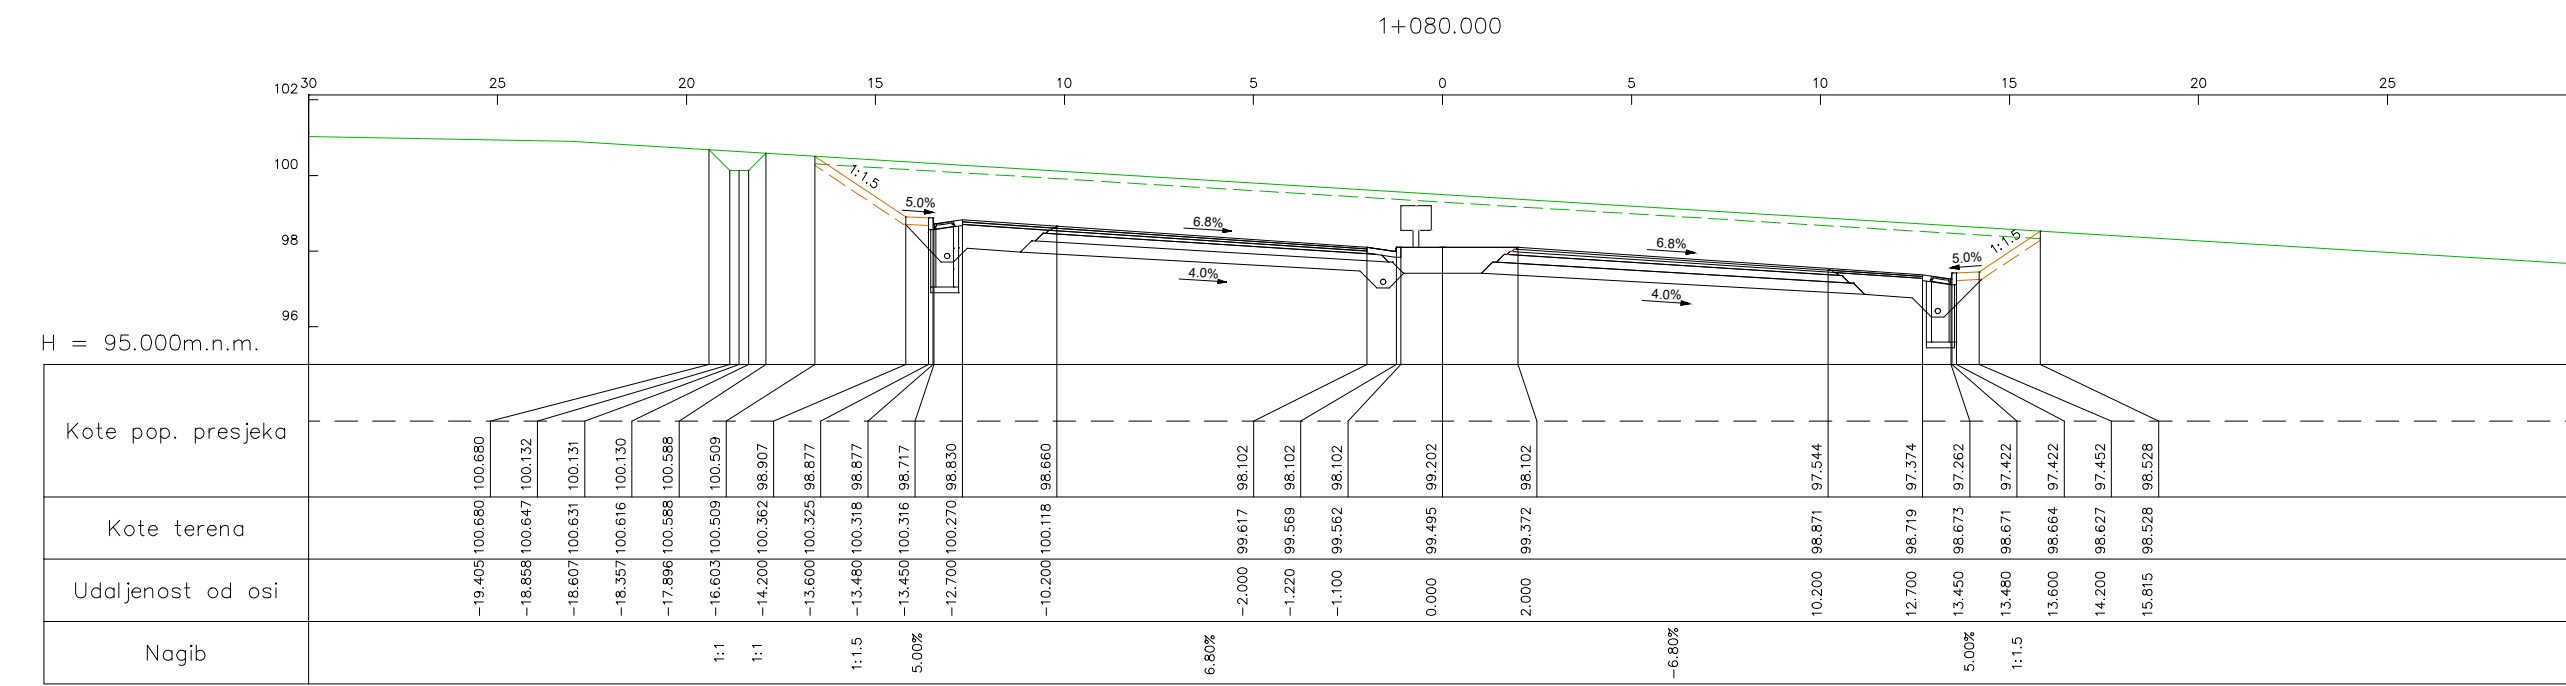 1+080.000
30 25 20 15 10 5 0 5 10 15 20 25
102
100
98
96
1:1.5
5.0%
6.8%
4.0%
6.8%
4.0%
5.0%
1:1.5
H = 95.000m.n.m.
Kote pop. presjeka
100.680 100.132 100.131 100.130 100.588 100.509 98.907 98.877 98.877 98.717 98.830 98.660 98.102 98.102 98.102 99.202 98.102 97.544 97.374 97.262 97.422 97.422 97.452 98.528
Kote terena
100.680 100.647 100.631 100.616 100.588 100.509 100.362 100.325 100.318 100.316 100.270 100.118 99.617 99.569 99.562 99.495 99.372 98.871 98.719 98.673 98.671 98.664 98.627 98.528
Udaljenost od osi
-19.405 -18.858 -18.607 -18.357 -17.896 -16.603 -14.200 -13.600 -13.480 -13.450 -12.700 -10.200 -2.000 -1.220 -1.100 0.000 2.000 10.200 12.700 13.450 13.480 13.600 14.200 15.815
Nagib
1:1 1:1 1:1.5 5.00% 6.80% -6.80% 5.00% 1:1.5